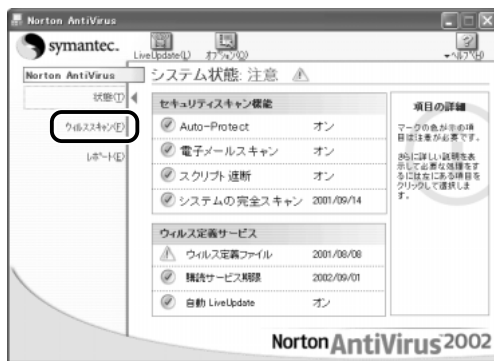 Norton AntiVirus
symantec.
LiveUpdate(L)
オプション(O)
ヘルプ(H)
Norton AntiVirus
システム状態: 注意
状態(T)
ウィルススキャン(F)
レポート(E)
セキュリティスキャン機能
Auto-Protect オン
電子メールスキャン オン
スクリプト遮断 オン
システムの完全スキャン 2001/09/14
ウィルス定義サービス
ウィルス定義ファイル 2001/08/08
購読サービス期限 2002/09/01
自動 LiveUpdate オン
項目の詳細
マークの色が赤の項
目は注意が必要です。
さらに詳しい説明を表
示して必要な処理をす
るには左にある項目を
クリックして選択しま
す。
Norton AntiVirus 2002